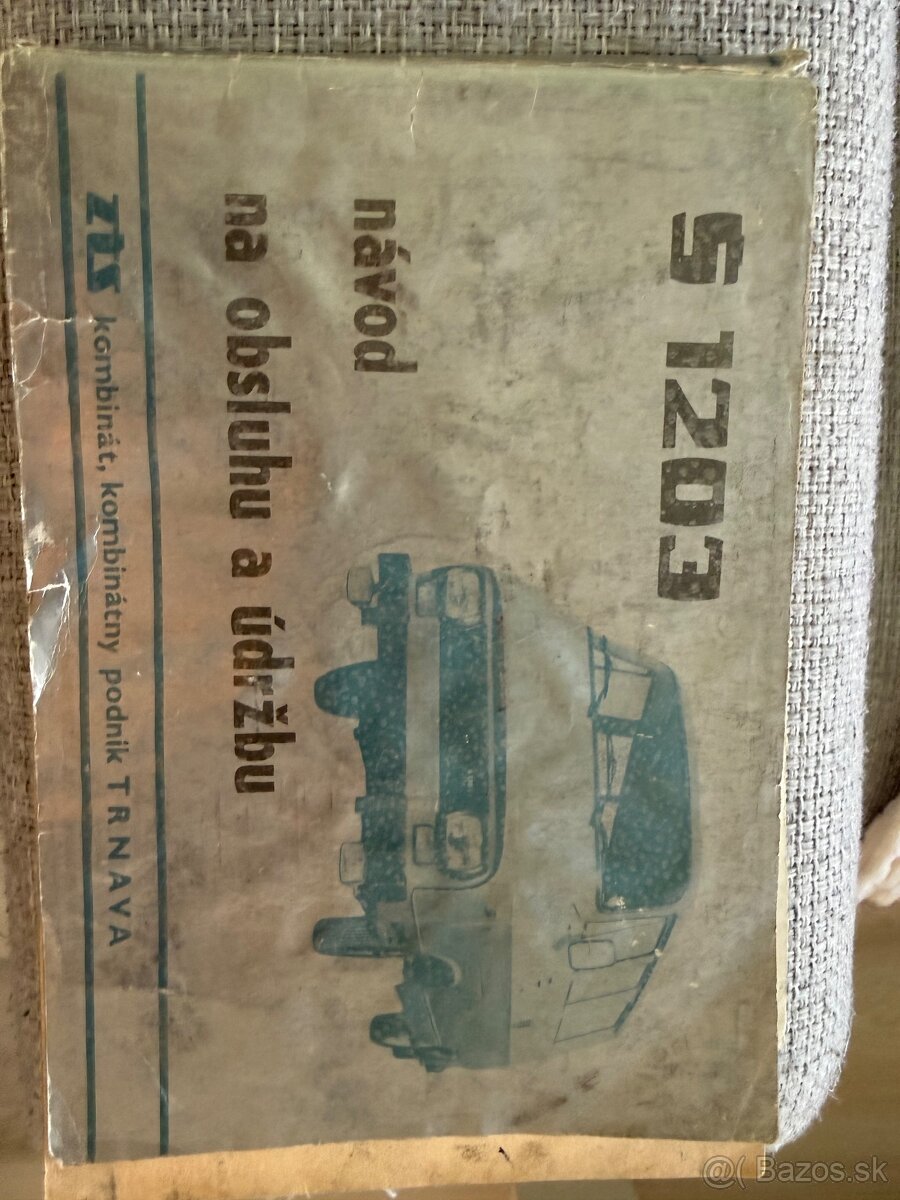 S 1203
návod
na obsluhu a údržbu
zts kombinát, kombinátny podnik TRNAVA
@( Bazos.sk